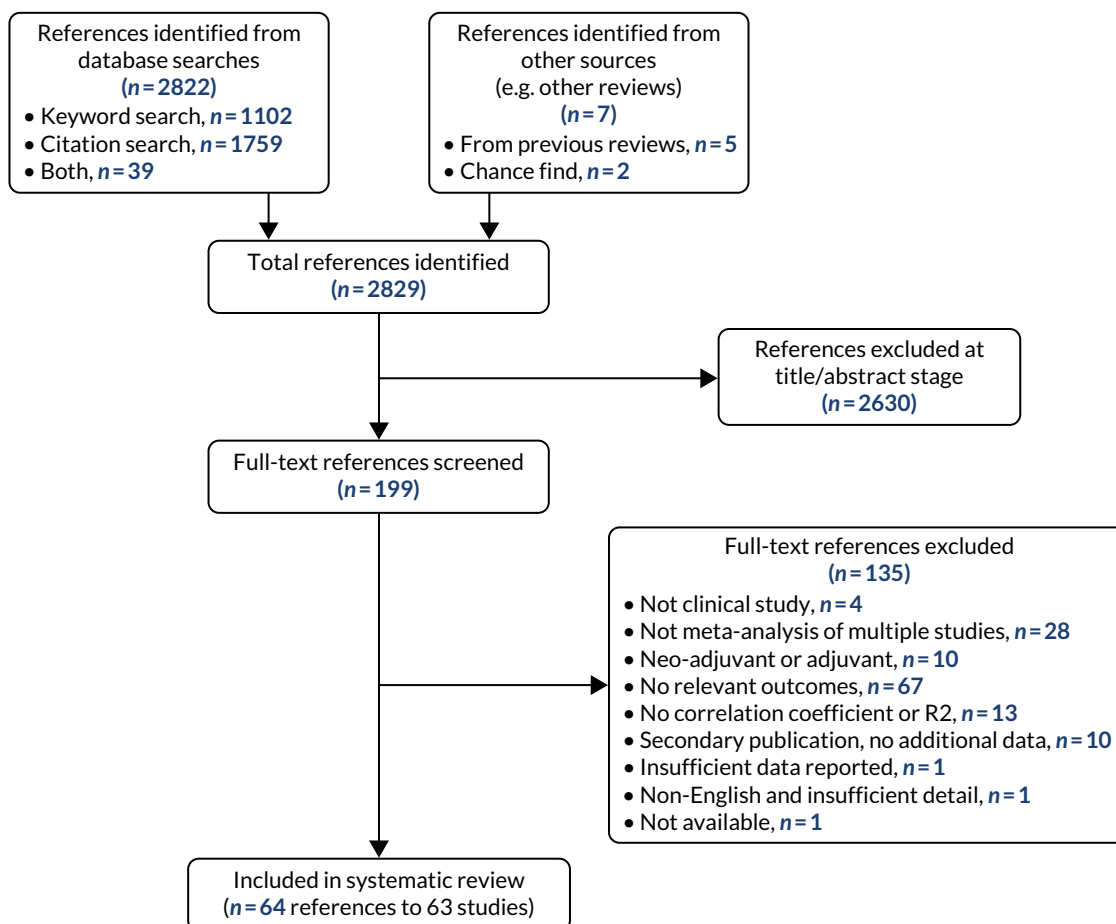 References identified from
database searches
(n=2822)
• Keyword search, n=1102
• Citation search, n=1759
• Both, n=39
References identified from
other sources
(e.g. other reviews)
(n=7)
• From previous reviews, n=5
• Chance find, n=2
Total references identified
(n=2829)
References excluded at
title/abstract stage
(n=2630)
Full-text references screened
(n=199)
Full-text references excluded
(n=135)
• Not clinical study, n=4
• Not meta-analysis of multiple studies, n=28
• Neo-adjuvant or adjuvant, n=10
• No relevant outcomes, n=67
• No correlation coefficient or R2, n=13
• Secondary publication, no additional data, n=10
• Insufficient data reported, n=1
• Non-English and insufficient detail, n=1
• Not available, n=1
Included in systematic review
(n=64 references to 63 studies)